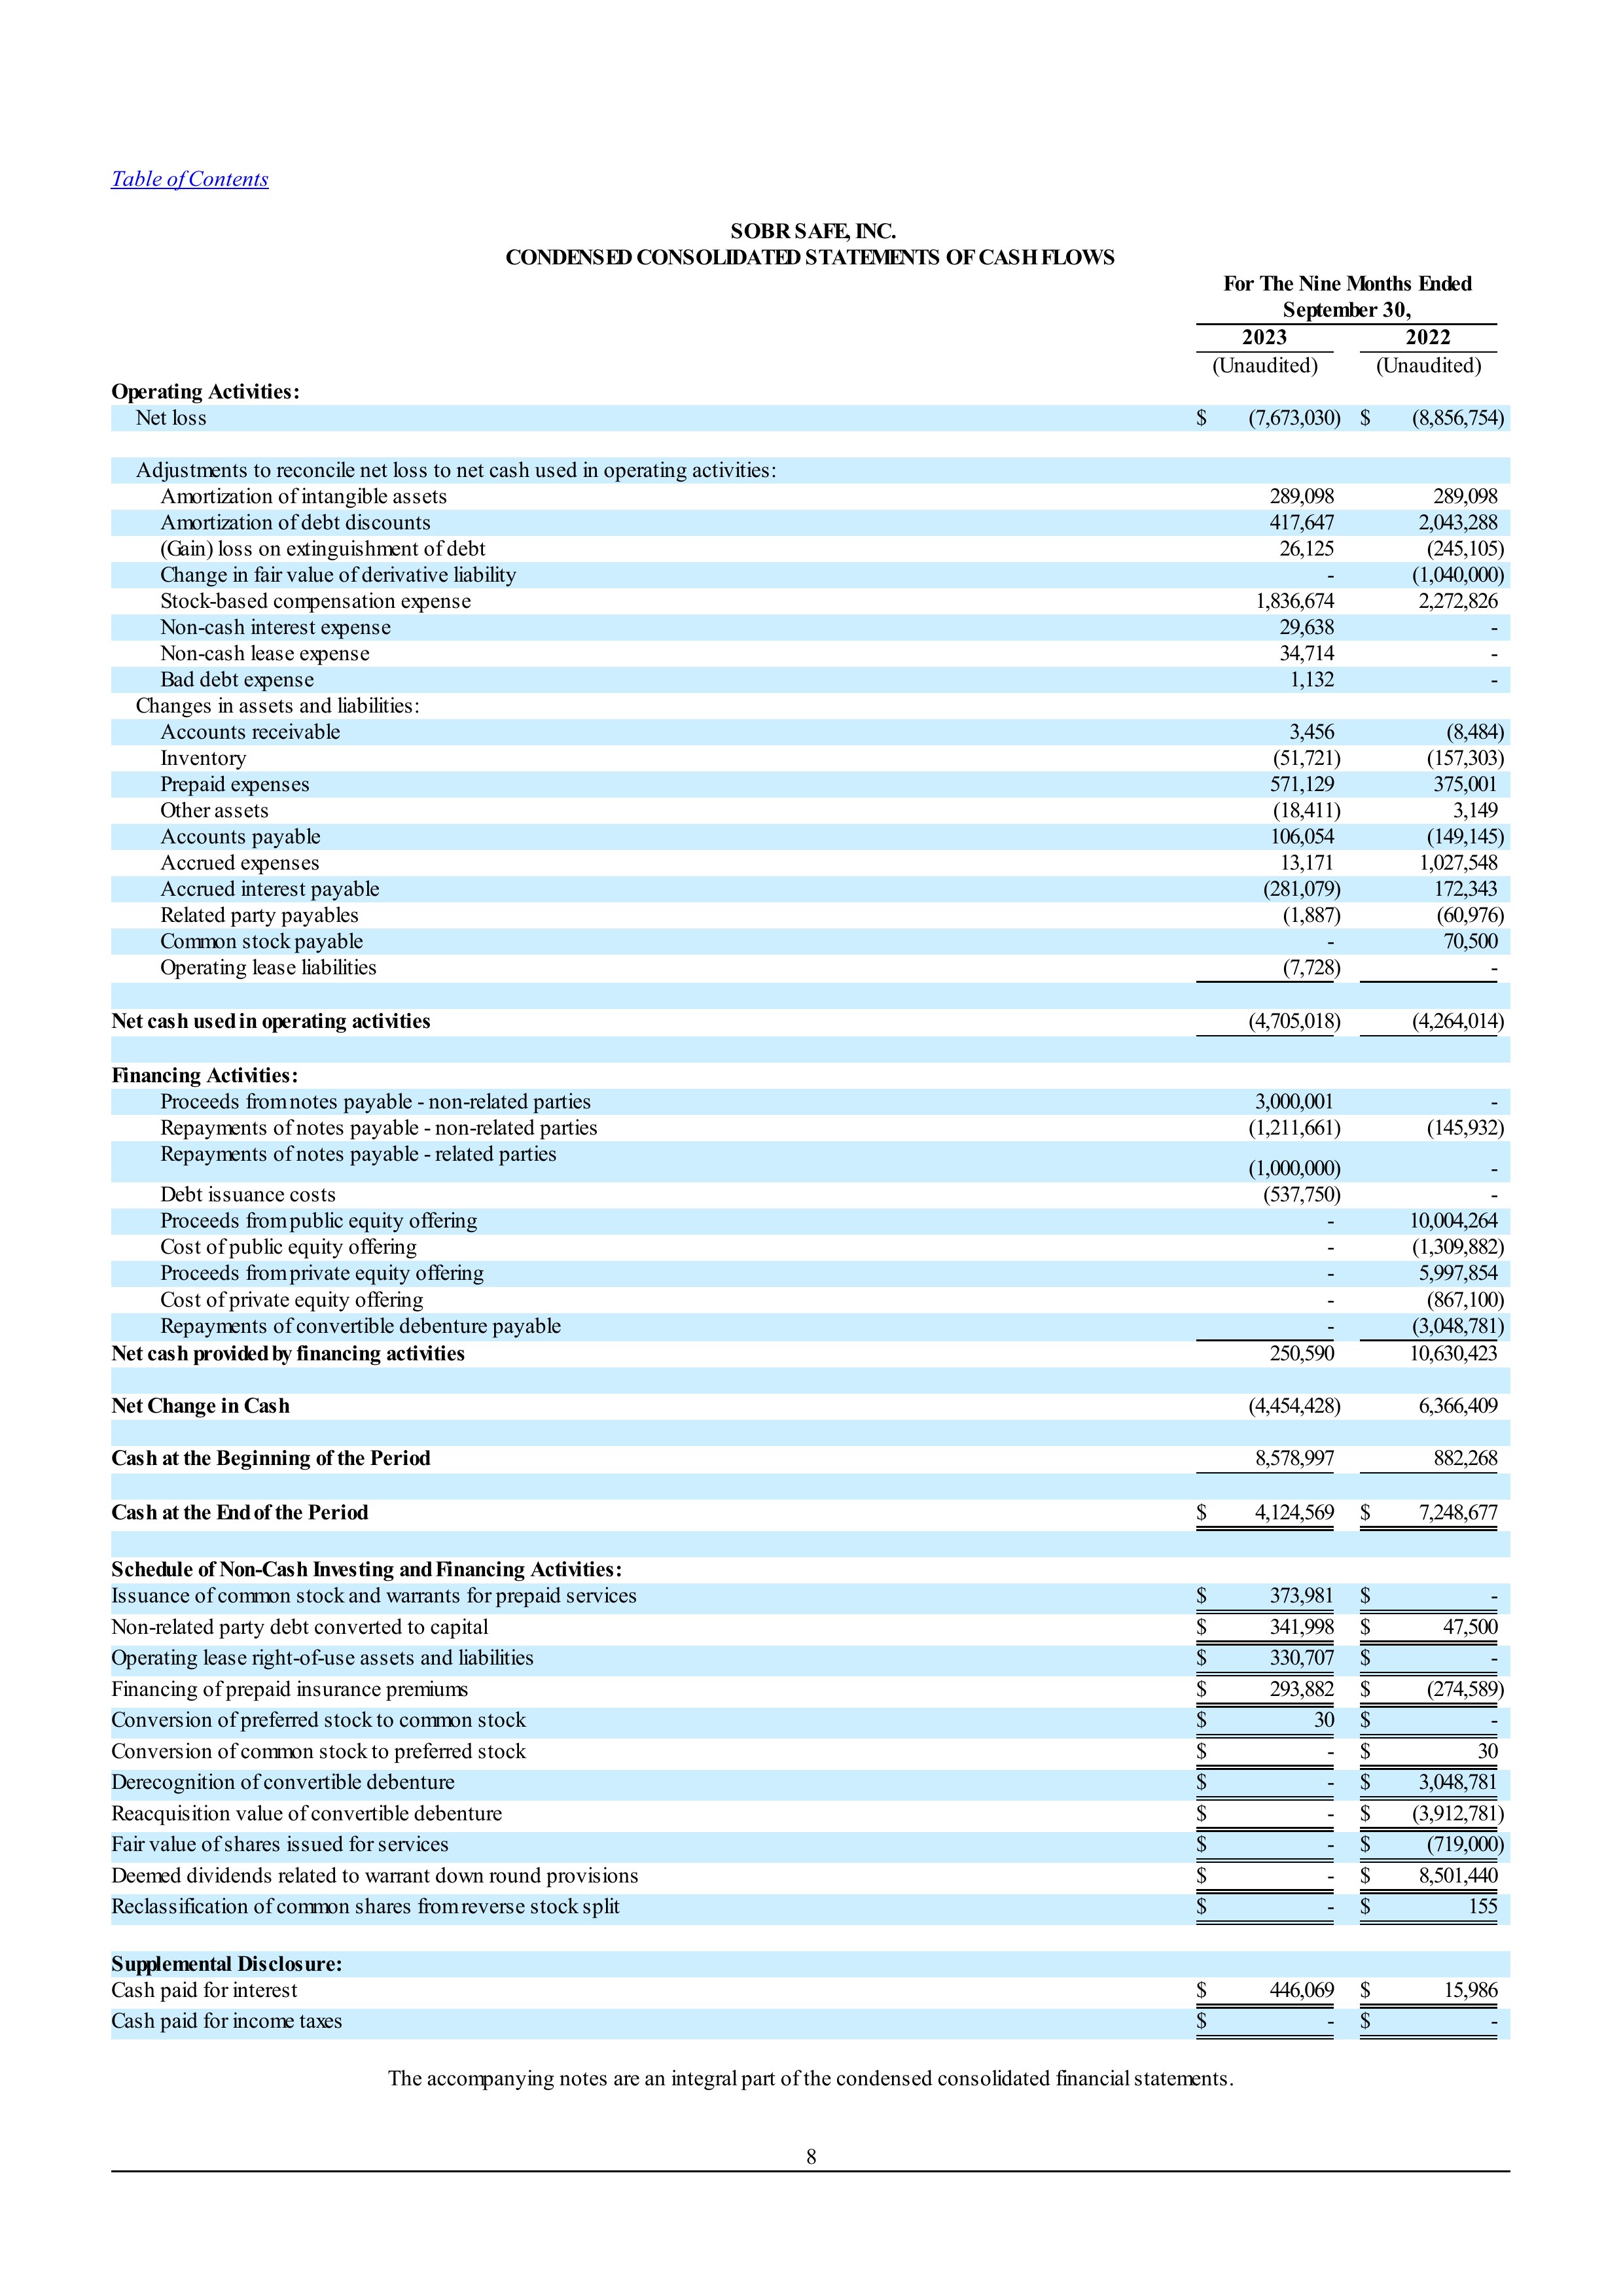 Table of Contents
SOBR SAFE, INC.
CONDENSED CONSOLIDATED STATEMENTS OF CASH FLOWS
For The Nine Months Ended
September 30,
2023 2022
(Unaudited) (Unaudited)
Operating Activities:
Net loss $ (7,673,030) $ (8,856,754)
Adjustments to reconcile net loss to net cash used in operating activities:
Amortization of intangible assets 289,098 289,098
Amortization of debt discounts 417,647 2,043,288
(Gain) loss on extinguishment of debt 26,125 (245,105)
Change in fair value of derivative liability - (1,040,000)
Stock-based compensation expense 1,836,674 2,272,826
Non-cash interest expense 29,638 -
Non-cash lease expense 34,714 -
Bad debt expense 1,132 -
Changes in assets and liabilities:
Accounts receivable 3,456 (8,484)
Inventory (51,721) (157,303)
Prepaid expenses 571,129 375,001
Other assets (18,411) 3,149
Accounts payable 106,054 (149,145)
Accrued expenses 13,171 1,027,548
Accrued interest payable (281,079) 172,343
Related party payables (1,887) (60,976)
Common stock payable - 70,500
Operating lease liabilities (7,728) -
Net cash used in operating activities (4,705,018) (4,264,014)
Financing Activities:
Proceeds from notes payable - non-related parties 3,000,001 -
Repayments of notes payable - non-related parties (1,211,661) (145,932)
Repayments of notes payable - related parties (1,000,000) -
Debt issuance costs (537,750) -
Proceeds from public equity offering - 10,004,264
Cost of public equity offering - (1,309,882)
Proceeds from private equity offering - 5,997,854
Cost of private equity offering - (867,100)
Repayments of convertible debenture payable - (3,048,781)
Net cash provided by financing activities 250,590 10,630,423
Net Change in Cash (4,454,428) 6,366,409
Cash at the Beginning of the Period 8,578,997 882,268
Cash at the End of the Period $ 4,124,569 $ 7,248,677
Schedule of Non-Cash Investing and Financing Activities:
Issuance of common stock and warrants for prepaid services $ 373,981 $ -
Non-related party debt converted to capital $ 341,998 $ 47,500
Operating lease right-of-use assets and liabilities $ 330,707 $ -
Financing of prepaid insurance premiums $ 293,882 $ (274,589)
Conversion of preferred stock to common stock $ 30 $ -
Conversion of common stock to preferred stock $ - $ 30
Derecognition of convertible debenture $ - $ 3,048,781
Reacquisition value of convertible debenture $ - $ (3,912,781)
Fair value of shares issued for services $ - $ (719,000)
Deemed dividends related to warrant down round provisions $ - $ 8,501,440
Reclassification of common shares from reverse stock split $ - $ 155
Supplemental Disclosure:
Cash paid for interest $ 446,069 $ 15,986
Cash paid for income taxes $ - $ -
The accompanying notes are an integral part of the condensed consolidated financial statements.
8